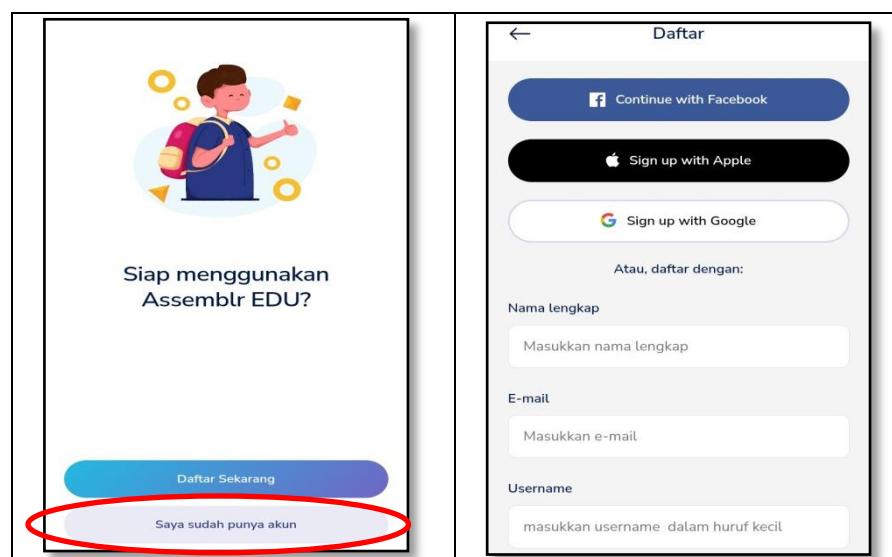 Siap menggunakan
Assemblr EDU?
Daftar Sekarang
Saya sudah punya akun
Daftar
Continue with Facebook
Sign up with Apple
Sign up with Google
Atau, daftar dengan:
Nama lengkap
Masukkan nama lengkap
E-mail
Masukkan e-mail
Username
masukkan username dalam huruf kecil